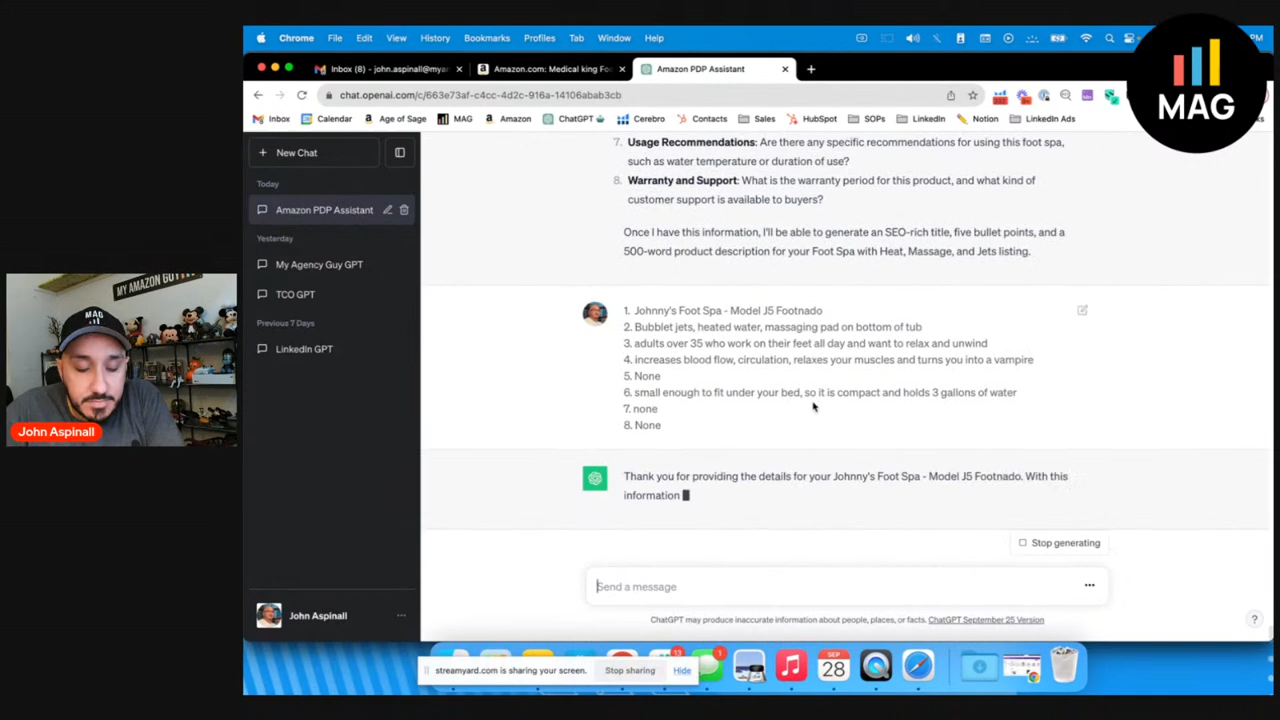 Chrome File Edit View History Bookmarks Profiles Tab Window Help
MAG
Amazon.com: Medical king Foo
Amazon PDP Assistant
chat.openai.com/c/663e73af-c4cc-4d2c-916a-14106abab3cb
Inbox Calendar Age of Sage MAG Amazon ChatGPT Cerebro Contacts Sales HubSpot SOPs LinkedIn Notion LinkedIn Ads
New Chat
Today
Amazon PDP Assistant
Yesterday
My Agency Guy GPT
TCO GPT
Previous 7 Days
LinkedIn GPT
John Aspinall
7. Usage Recommendations: Are there any specific recommendations for using this foot spa,
such as water temperature or duration of use?
8. Warranty and Support: What is the warranty period for this product, and what kind of
customer support is available to buyers?
Once I have this information, I'll be able to generate an SEO-rich title, five bullet points, and a
500-word product description for your Foot Spa with Heat, Massage, and Jets listing.
1. Johnny's Foot Spa - Model J5 Footnado
2. Bubblet jets, heated water, massaging pad on bottom of tub
3. adults over 35 who work on their feet all day and want to relax and unwind
4. increases blood flow, circulation, relaxes your muscles and turns you into a vampire
5. None
6. small enough to fit under your bed, so it is compact and holds 3 gallons of water
7. none
8. None
Thank you for providing the details for your Johnny's Foot Spa - Model J5 Footnado. With this
information
Stop generating
Send a message
ChatGPT may produce inaccurate information about people, places, or facts. ChatGPT September 25 Version
?
MY AMAZON GUY
MAG
John Aspinall
streamyard.com is sharing your screen. Stop sharing Hide
SEP
28